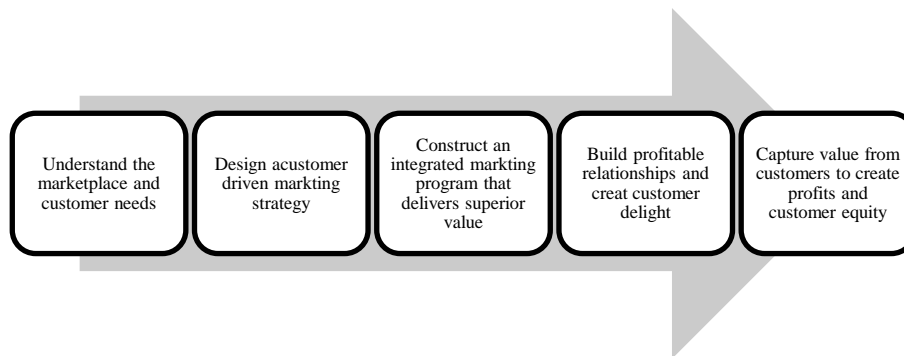 Understand the
marketplace and
customer needs
Design acustomer
driven markting
strategy
Construct an
integrated markting
program that
delivers superior
value
Build profitable
relationships and
creat customer
delight
Capture value from
customers to create
profits and
customer equity